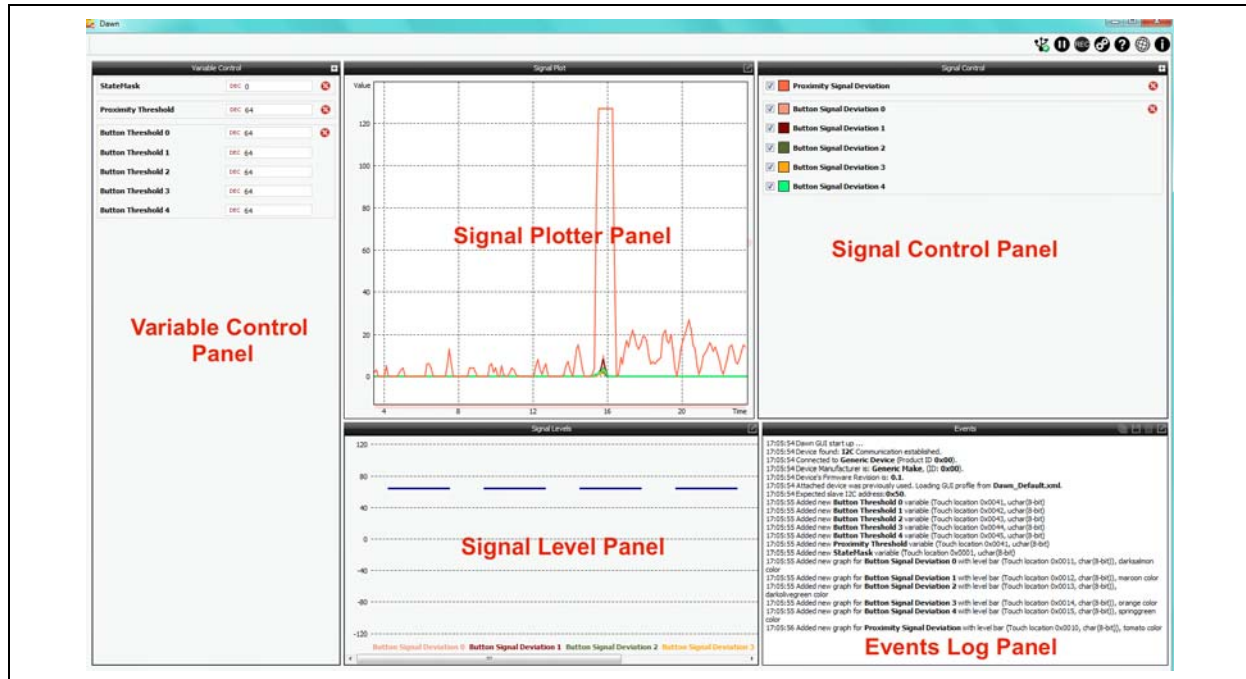 Dawn
REC
Variable Control
StateMask DEC 0
Proximity Threshold DEC 64
Button Threshold 0 DEC 64
Button Threshold 1 DEC 64
Button Threshold 2 DEC 64
Button Threshold 3 DEC 64
Button Threshold 4 DEC 64
Variable Control
Panel
Signal Plot
Value
120
100
80
60
40
20
0
4 8 12 16 20 Time
Signal Plotter Panel
Signal Control
Proximity Signal Deviation
Button Signal Deviation 0
Button Signal Deviation 1
Button Signal Deviation 2
Button Signal Deviation 3
Button Signal Deviation 4
Signal Control Panel
Signal Levels
120
80
40
0
-40
-80
-120
Signal Level Panel
Button Signal Deviation 0 Button Signal Deviation 1 Button Signal Deviation 2 Button Signal Deviation 3
Events
17:05:54 Dawn GUI start up ...
17:05:54 Device found: I2C Communication established.
17:05:54 Connected to Generic Device (Product ID 0x00).
17:05:54 Device Manufacturer is: Generic Make, (ID: 0x00).
17:05:54 Device's Firmware Revision is: 0.1.
17:05:54 Attached device was previously used. Loading GUI profile from Dawn_Default.xml.
17:05:54 Expected slave I2C address: 0x50.
17:05:55 Added new Button Threshold 0 variable (Touch location 0x0041, uchar(8-bit)
17:05:55 Added new Button Threshold 1 variable (Touch location 0x0042, uchar(8-bit)
17:05:55 Added new Button Threshold 2 variable (Touch location 0x0043, uchar(8-bit)
17:05:55 Added new Button Threshold 3 variable (Touch location 0x0044, uchar(8-bit)
17:05:55 Added new Button Threshold 4 variable (Touch location 0x0045, uchar(8-bit)
17:05:55 Added new Proximity Threshold variable (Touch location 0x0041, uchar(8-bit)
17:05:55 Added new StateMask variable (Touch location 0x0001, uchar(8-bit)
17:05:55 Added new graph for Button Signal Deviation 0 with level bar (Touch location 0x0011, char(8-bit)), darksalmon
color
17:05:55 Added new graph for Button Signal Deviation 1 with level bar (Touch location 0x0012, char(8-bit)), maroon color
17:05:55 Added new graph for Button Signal Deviation 2 with level bar (Touch location 0x0013, char(8-bit)),
darkolivegreen color
17:05:55 Added new graph for Button Signal Deviation 3 with level bar (Touch location 0x0014, char(8-bit)), orange color
17:05:55 Added new graph for Button Signal Deviation 4 with level bar (Touch location 0x0015, char(8-bit)), springgreen
color
17:05:56 Added new graph for Proximity Signal Deviation with level bar (Touch location 0x0010, char(8-bit)), tomato color
Events Log Panel